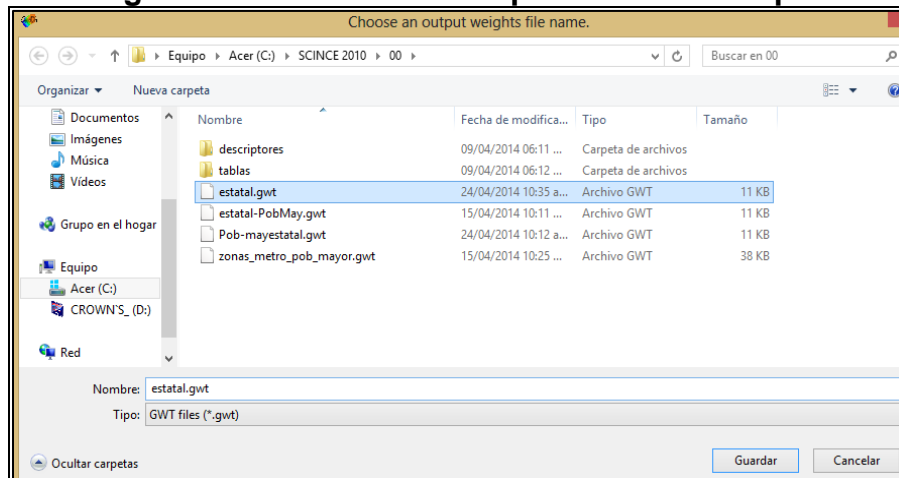 Choose an output weights file name.
Equipo Acer (C:) SCINCE 2010 00
Buscar en 00
Organizar Nueva carpeta
Nombre Fecha de modifica... Tipo Tamaño
Documentos
Imágenes
Música
Vídeos
Grupo en el hogar
Equipo
Acer (C:)
CROWN`S_ (D:)
Red
descriptores 09/04/2014 06:11 ... Carpeta de archivos
tablas 09/04/2014 06:12 ... Carpeta de archivos
estatal.gwt 24/04/2014 10:35 a... Archivo GWT 11 KB
estatal-PobMay.gwt 15/04/2014 10:11 ... Archivo GWT 11 KB
Pob-mayestatal.gwt 24/04/2014 10:12 a... Archivo GWT 11 KB
zonas_metro_pob_mayor.gwt 15/04/2014 10:25 ... Archivo GWT 38 KB
Nombre: estatal.gwt
Tipo: GWT files (*.gwt)
Ocultar carpetas
Guardar Cancelar